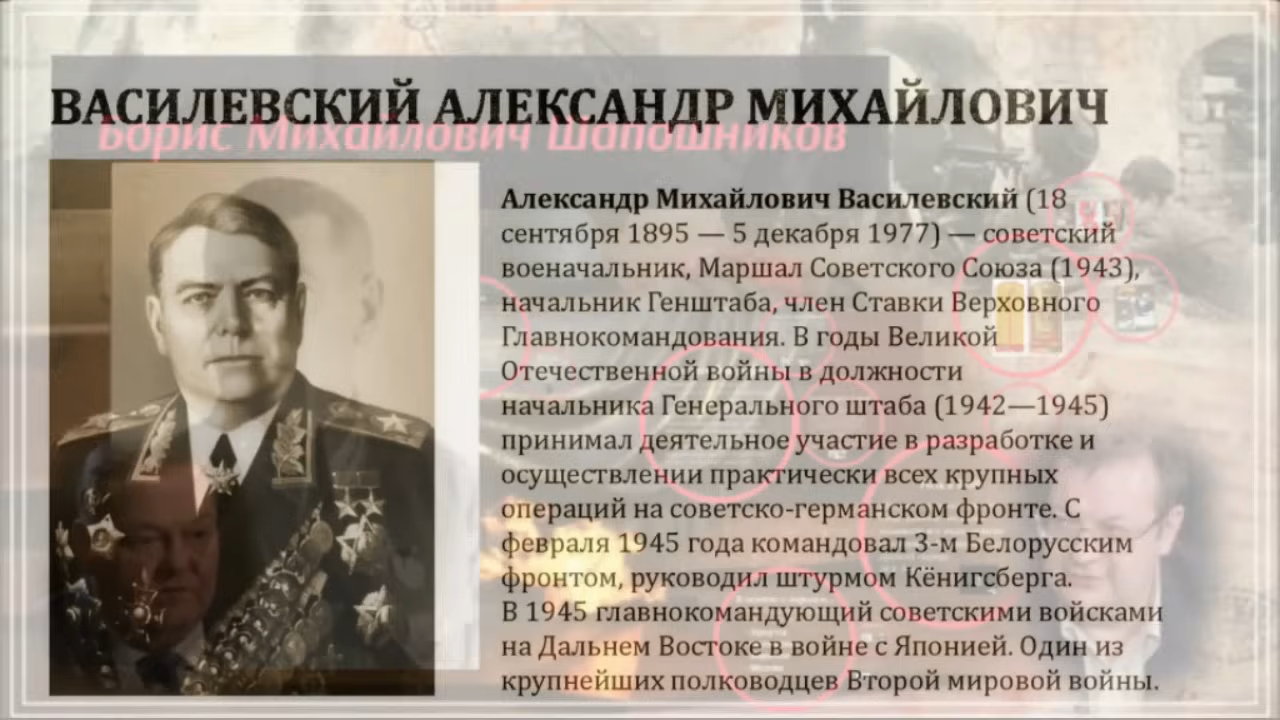 ВАСИЛЕВСКИЙ АЛЕКСАНДР МИХАЙЛОВИЧ
Борис Михайлович Шапошников
Александр Михайлович Василевский (18
сентября 1895 — 5 декабря 1977) — советский
военачальник, Маршал Советского Союза (1943),
начальник Генштаба, член Ставки Верховного
Главнокомандования. В годы Великой
Отечественной войны в должности
начальника Генерального штаба (1942—1945)
принимал деятельное участие в разработке и
осуществлении практически всех крупных
операций на советско-германском фронте. С
февраля 1945 года командовал 3-м Белорусским
фронтом, руководил штурмом Кёнигсберга.
В 1945 главнокомандующий советскими войсками
на Дальнем Востоке в войне с Японией. Один из
крупнейших полководцев Второй мировой войны.